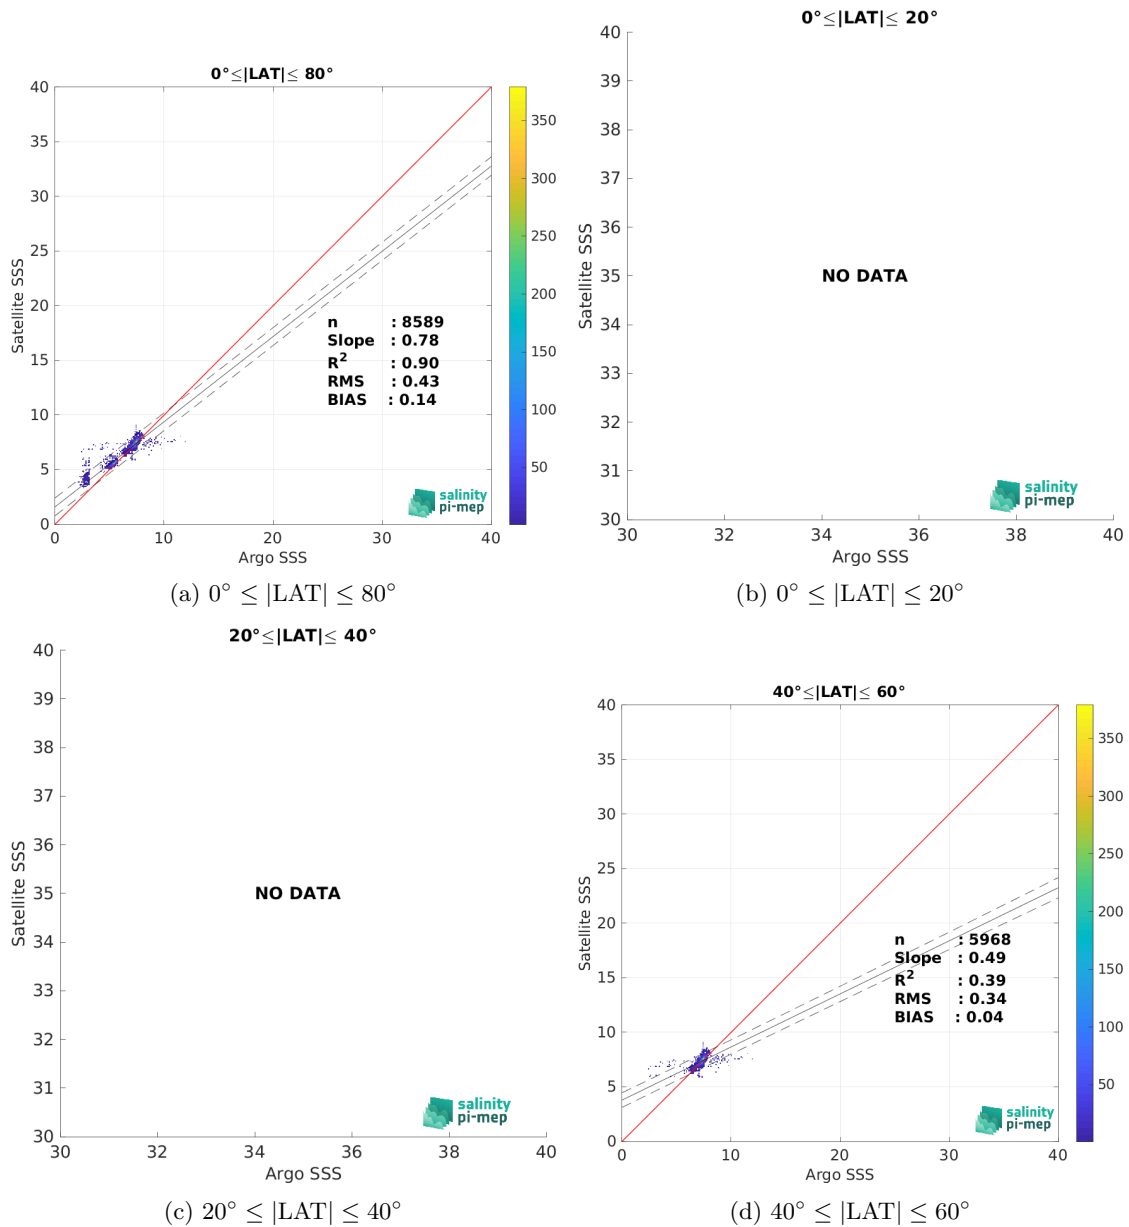 0°≤|LAT|≤ 80°
40
35
30
25
20
15
10
5
0
0
10
20
30
40
Satellite SSS
Argo SSS
n : 8589
Slope : 0.78
R2 : 0.90
RMS : 0.43
BIAS : 0.14
salinity
pi-mep
350
300
250
200
150
100
50
(a) 0° ≤ |LAT| ≤ 80°
0°≤|LAT|≤ 20°
40
39
38
37
36
35
34
33
32
31
30
30
32
34
36
38
40
Satellite SSS
Argo SSS
NO DATA
salinity
pi-mep
(b) 0° ≤ |LAT| ≤ 20°
20°≤|LAT|≤ 40°
40
39
38
37
36
35
34
33
32
31
30
30
32
34
36
38
40
Satellite SSS
Argo SSS
NO DATA
salinity
pi-mep
(c) 20° ≤ |LAT| ≤ 40°
40°≤|LAT|≤ 60°
40
35
30
25
20
15
10
5
0
0
10
20
30
40
Satellite SSS
Argo SSS
n : 5968
Slope : 0.49
R2 : 0.39
RMS : 0.34
BIAS : 0.04
salinity
pi-mep
350
300
250
200
150
100
50
(d) 40° ≤ |LAT| ≤ 60°